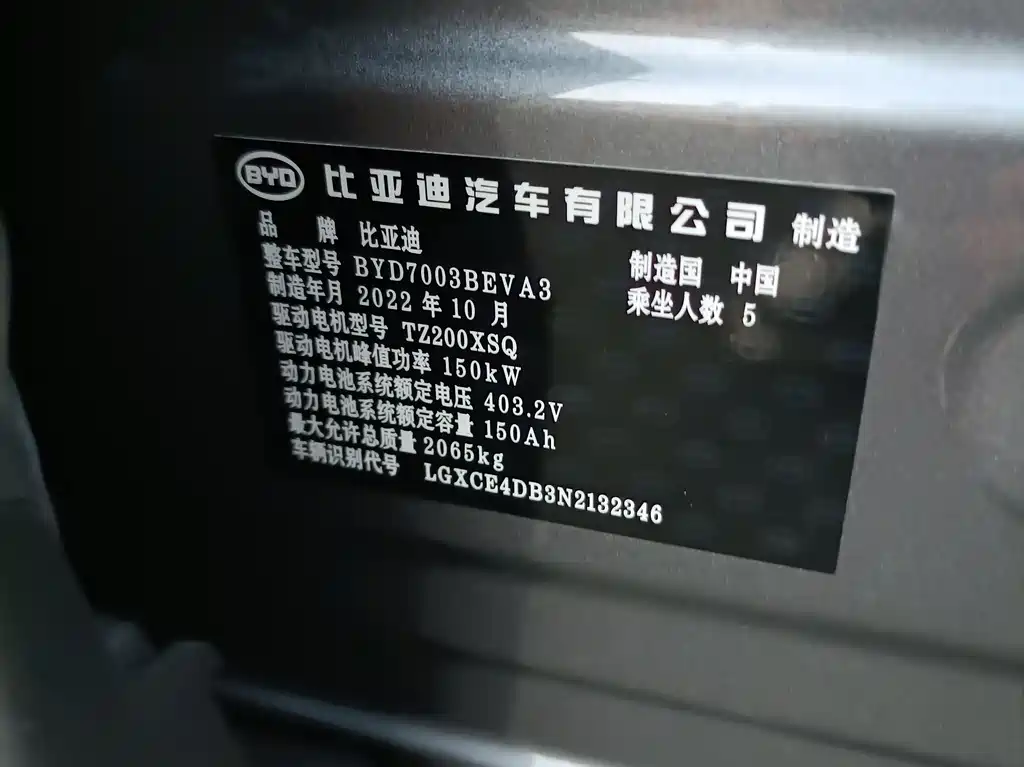 BYD 比亚迪汽车有限公司 制造
品牌 比亚迪
制造国 中国
整车型号 BYD7003BEVA3
乘坐人数 5
制造年月 2022 年 10 月
驱动电机型号 TZ200XSQ
驱动电机峰值功率 150kW
动力电池系统额定电压 403.2V
动力电池系统额定容量 150Ah
最大允许总质量 2065kg
车辆识别代号 LGXCE4DB3N2132346